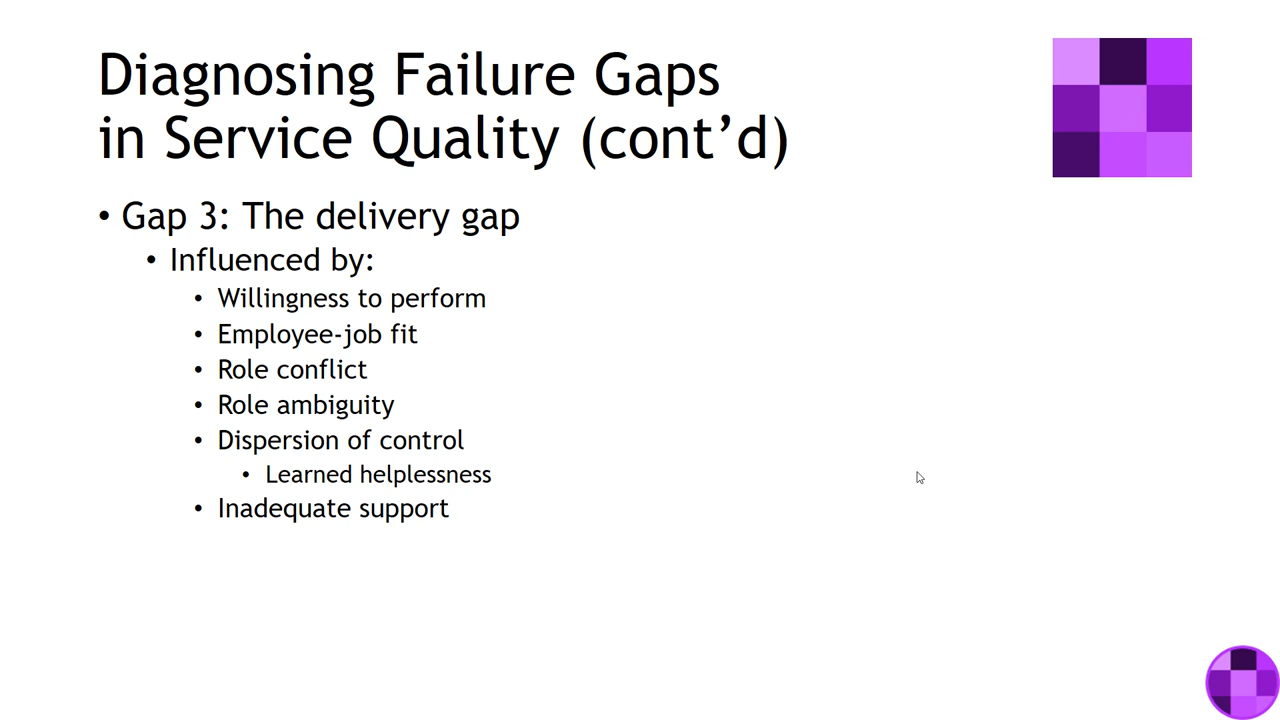 Diagnosing Failure Gaps
in Service Quality (cont’d)
• Gap 3: The delivery gap
• Influenced by:
• Willingness to perform
• Employee-job fit
• Role conflict
• Role ambiguity
• Dispersion of control
• Learned helplessness
• Inadequate support